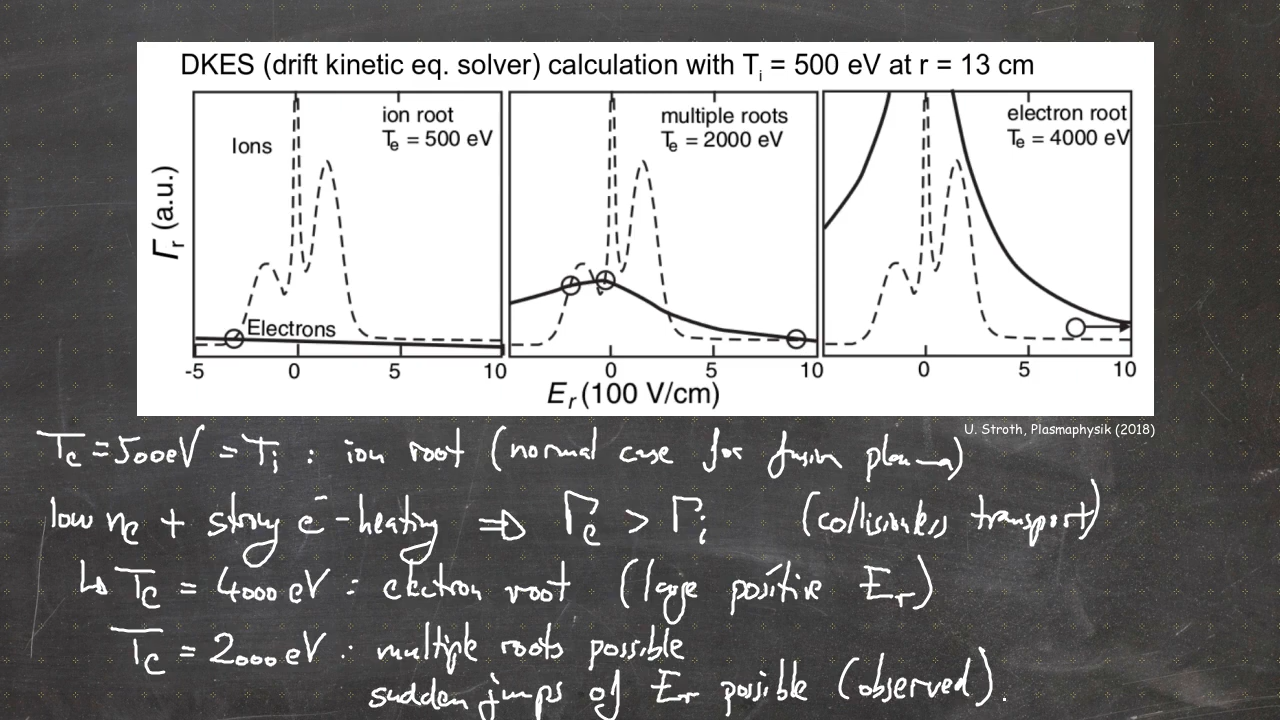 DKES (drift kinetic eq. solver) calculation with Tᵢ = 500 eV at r = 13 cm
ion root
Tₑ = 500 eV
Ions
Electrons
multiple roots
Tₑ = 2000 eV
electron root
Tₑ = 4000 eV
Γᵣ (a.u.)
-5 0 5 10 0 5 10 0 5 10
Eᵣ (100 V/cm)
U. Stroth, Plasmaphysik (2018)
Tₑ = 500eV = Tᵢ : ion root (normal case for fusion plasma)
low nₑ + strong e⁻-heating ⇒ Γₑ > Γᵢ (collisionless transport)
↳ Tₑ = 4000 eV : electron root (large positive Eᵣ)
Tₑ = 2000 eV : multiple roots possible
sudden jumps of Eᵣ possible (observed).